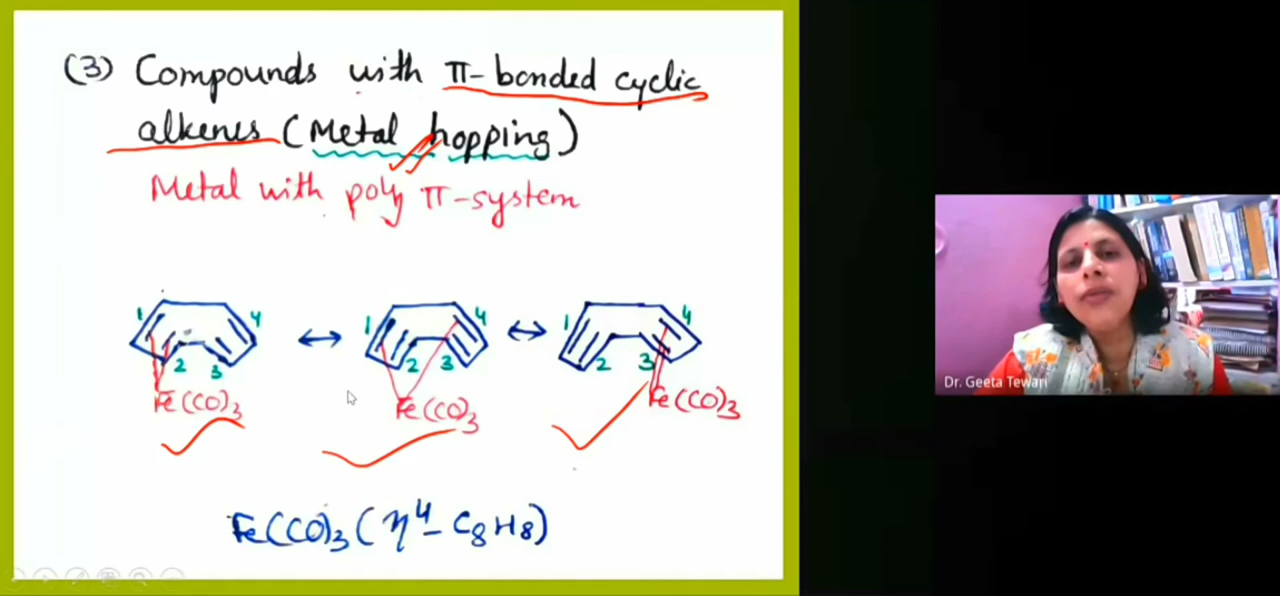 (3) Compounds with π-bonded cyclic
alkenes (Metal hopping)
Metal with poly π-system
1 4 ↔ 1 4 ↔ 1 4
2 3 2 3 2 3
Fe(CO)3 Fe(CO)3 Fe(CO)3
Fe(CO)3 (η4-C8H8)
Dr. Geeta Tewari